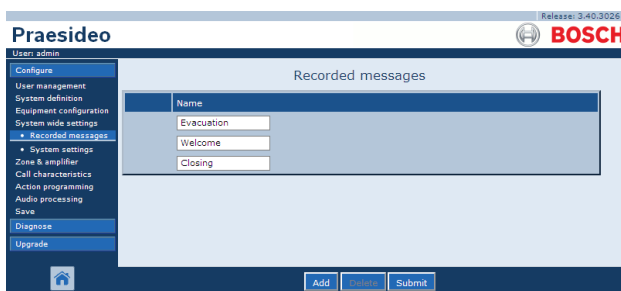 Release: 3.40.3026
Praesideo
BOSCH
User: admin
Configure
User management
System definition
Equipment configuration
System wide settings
• Recorded messages
• System settings
Zone & amplifier
Call characteristics
Action programming
Audio processing
Save
Diagnose
Upgrade
Recorded messages
Name
Evacuation
Welcome
Closing
Add Delete Submit